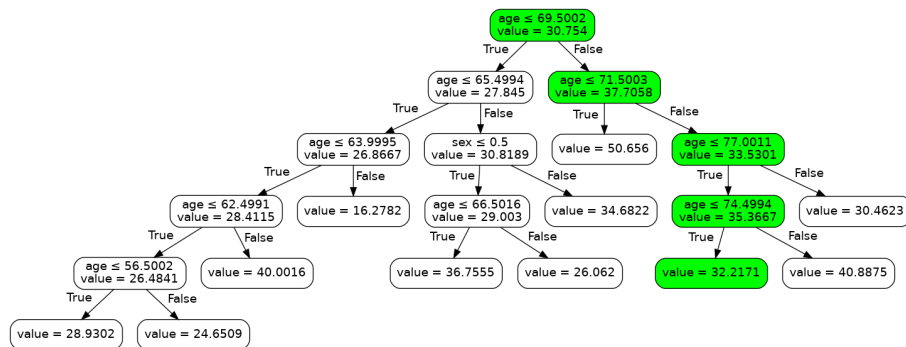 age ≤ 69.5002
value = 30.754
True
False
age ≤ 65.4994
value = 27.845
age ≤ 71.5003
value = 37.7058
True
False
True
False
age ≤ 63.9995
value = 26.8667
sex ≤ 0.5
value = 30.8189
value = 50.656
age ≤ 77.0011
value = 33.5301
True
False
True
False
True
False
age ≤ 62.4991
value = 28.4115
value = 16.2782
age ≤ 66.5016
value = 29.003
value = 34.6822
age ≤ 74.4994
value = 35.3667
value = 30.4623
True
False
True
False
True
False
age ≤ 56.5002
value = 26.4841
value = 40.0016
value = 36.7555
value = 26.062
value = 32.2171
value = 40.8875
True
False
value = 28.9302
value = 24.6509